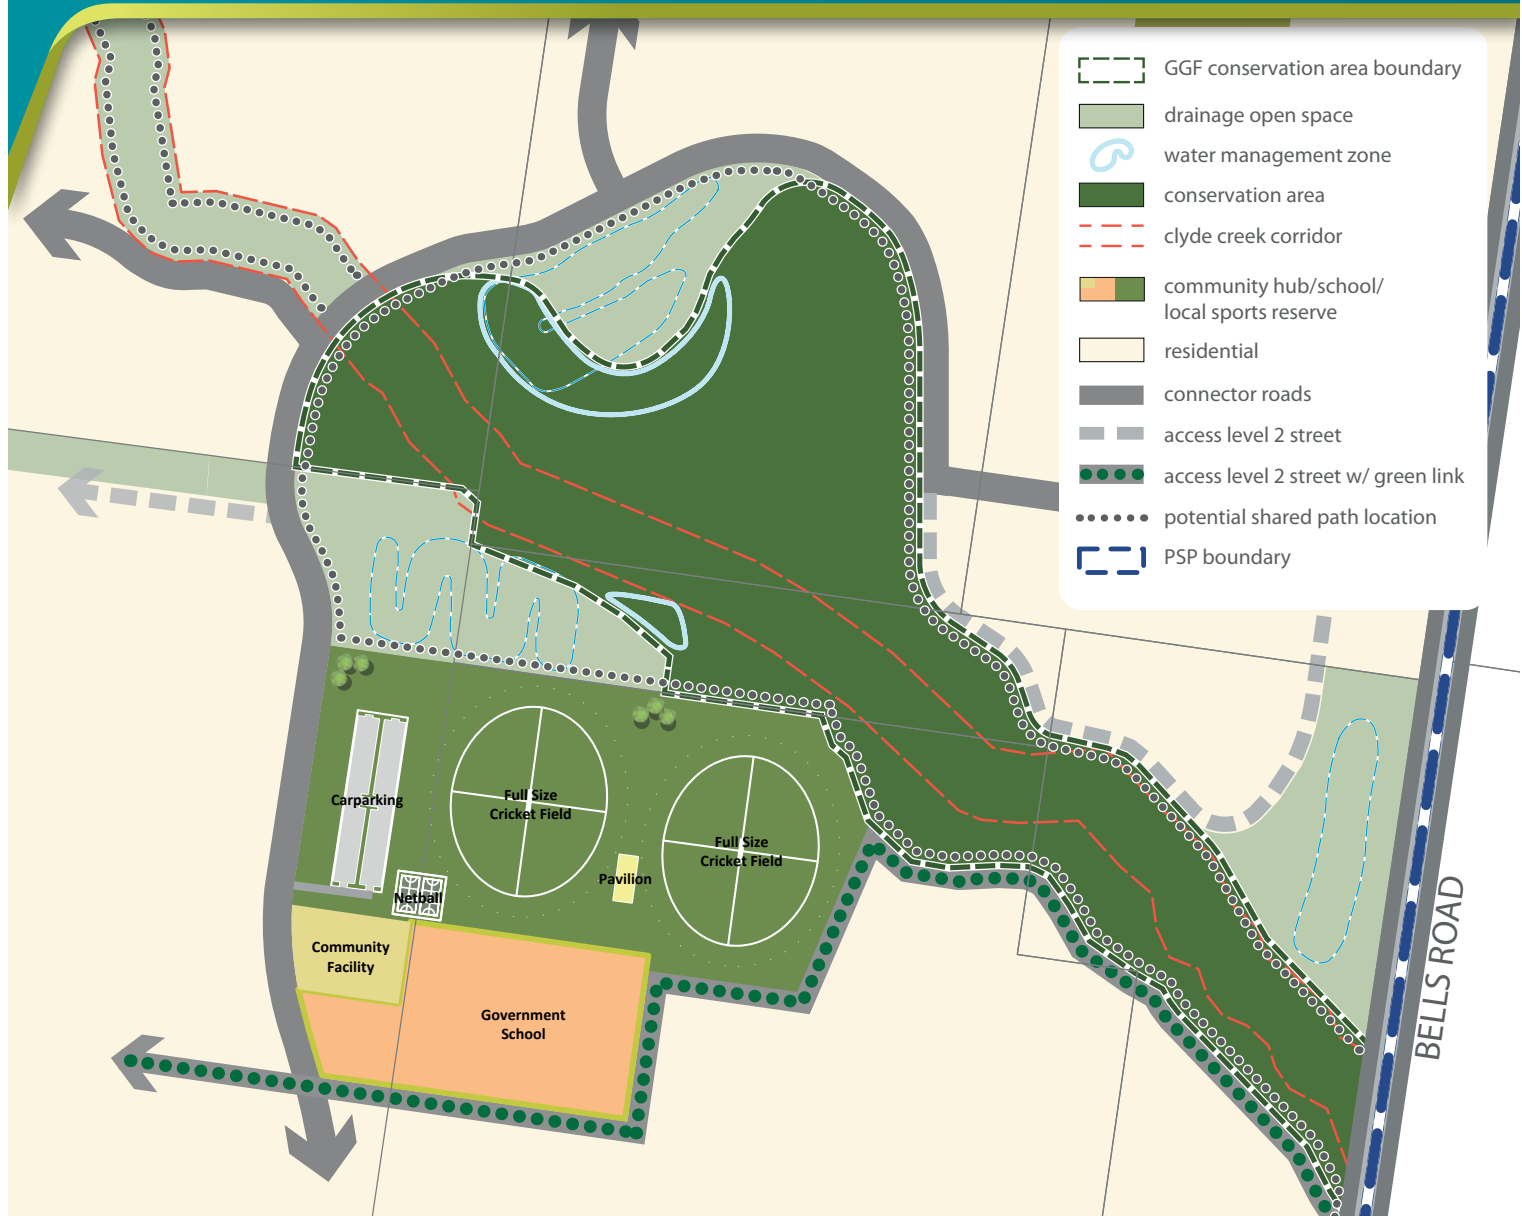 GGF conservation area boundary
drainage open space
water management zone
conservation area
clyde creek corridor
community hub/school/
local sports reserve
residential
connector roads
access level 2 street
access level 2 street w/ green link
potential shared path location
PSP boundary
Carparking
Full Size
Cricket Field
Full Size
Cricket Field
Pavilion
Netball
Community
Facility
Government
School
BELLS ROAD